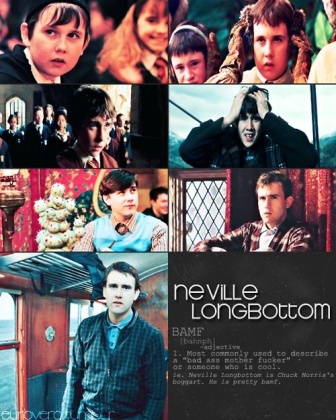 NEVILLE
LONGBOTTOM
BAMF
[bahmph]
-adjective
1. Most commonly used to describe
a "bad ass mother fucker"
or someone who is cool.
ie. Neville Longbottom is Chuck Norris's
boggart. He is pretty bamf.